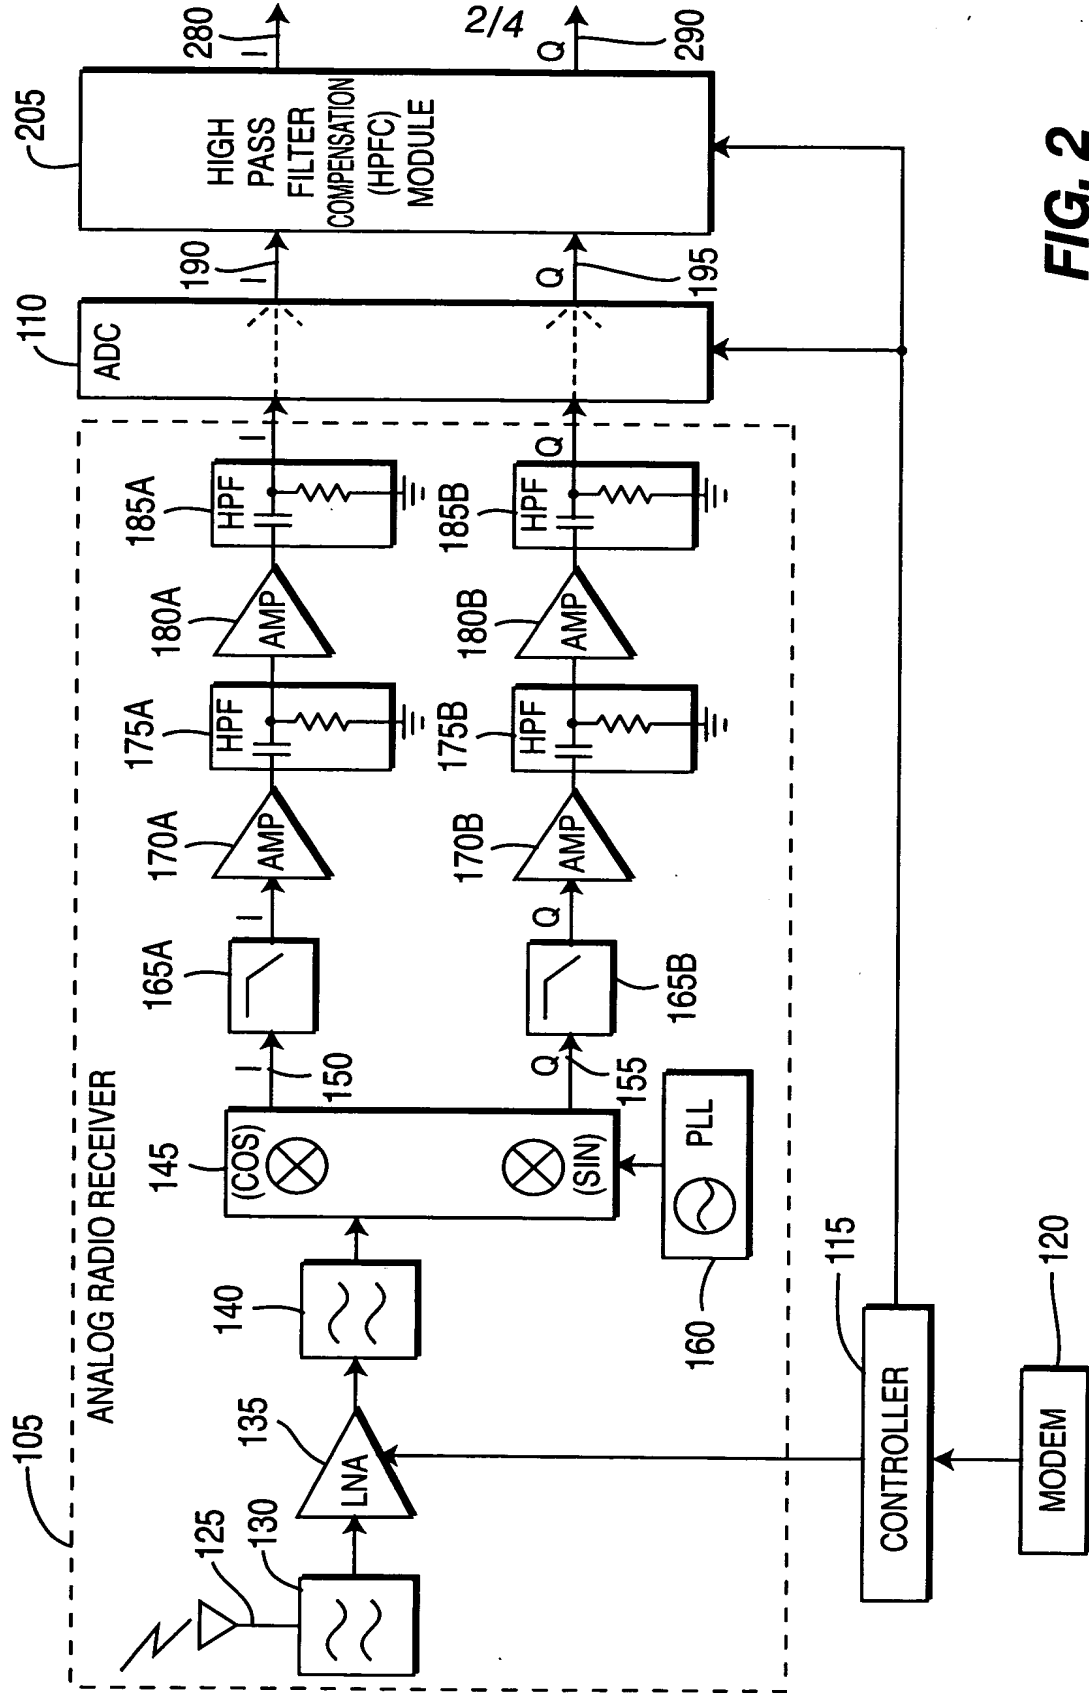 2/4
105
ANALOG RADIO RECEIVER
125
130
LNA
135
140
145
(COS)
(SIN)
PLL
160
I
150
Q
155
165A
165B
I
Q
170A
AMP
170B
AMP
175A
HPF
175B
HPF
180A
AMP
180B
AMP
185A
HPF
185B
HPF
I
Q
110
ADC
I
190
Q
195
205
HIGH
PASS
FILTER
COMPENSATION
(HPFC)
MODULE
I
280
Q
290
CONTROLLER
115
MODEM
120
FIG. 2